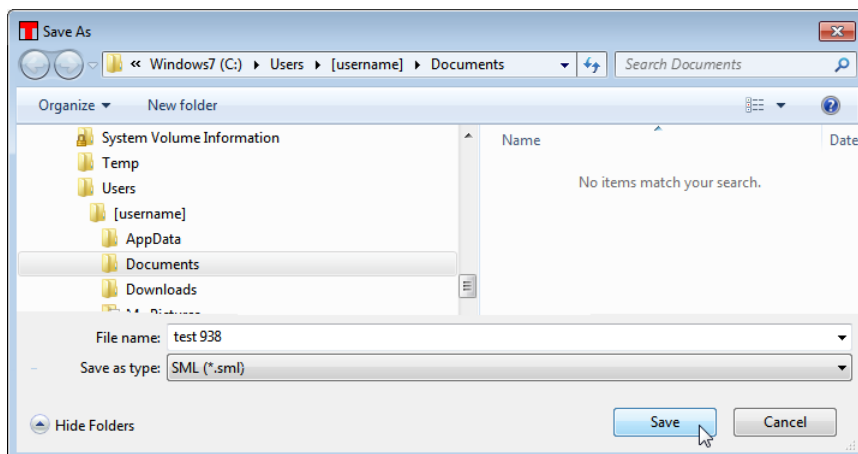 Save As
« Windows7 (C:) ▸ Users ▸ [username] ▸ Documents Search Documents
Organize New folder
System Volume Information Name Date
Temp
No items match your search.
Users
[username]
AppData
Documents
Downloads
My Pictures
File name: test 938
Save as type: SML (*.sml}
Hide Folders Save Cancel